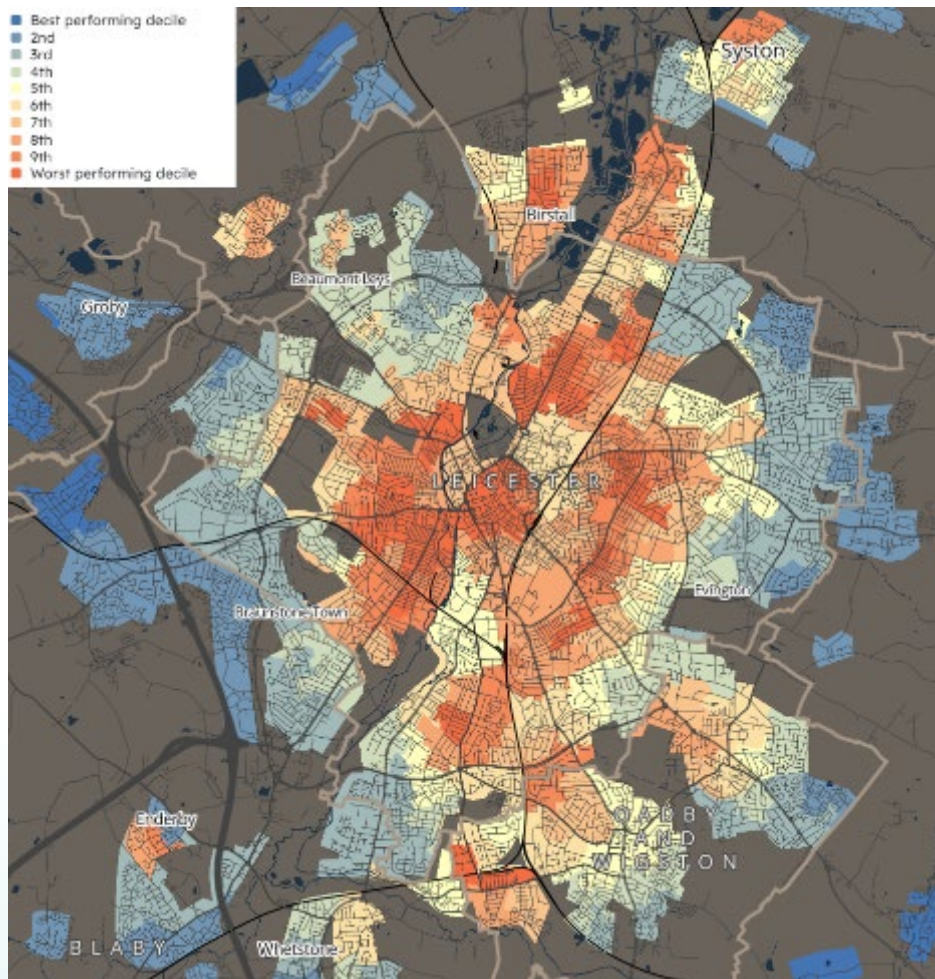 Best performing decile
2nd
3rd
4th
5th
6th
7th
8th
9th
Worst performing decile
Syston
Birstall
Beaumont Leys
Groby
LEICESTER
Evington
Braunstone Town
Enderby
OADBY
AND
WIGSTON
BLABY
Whetstone